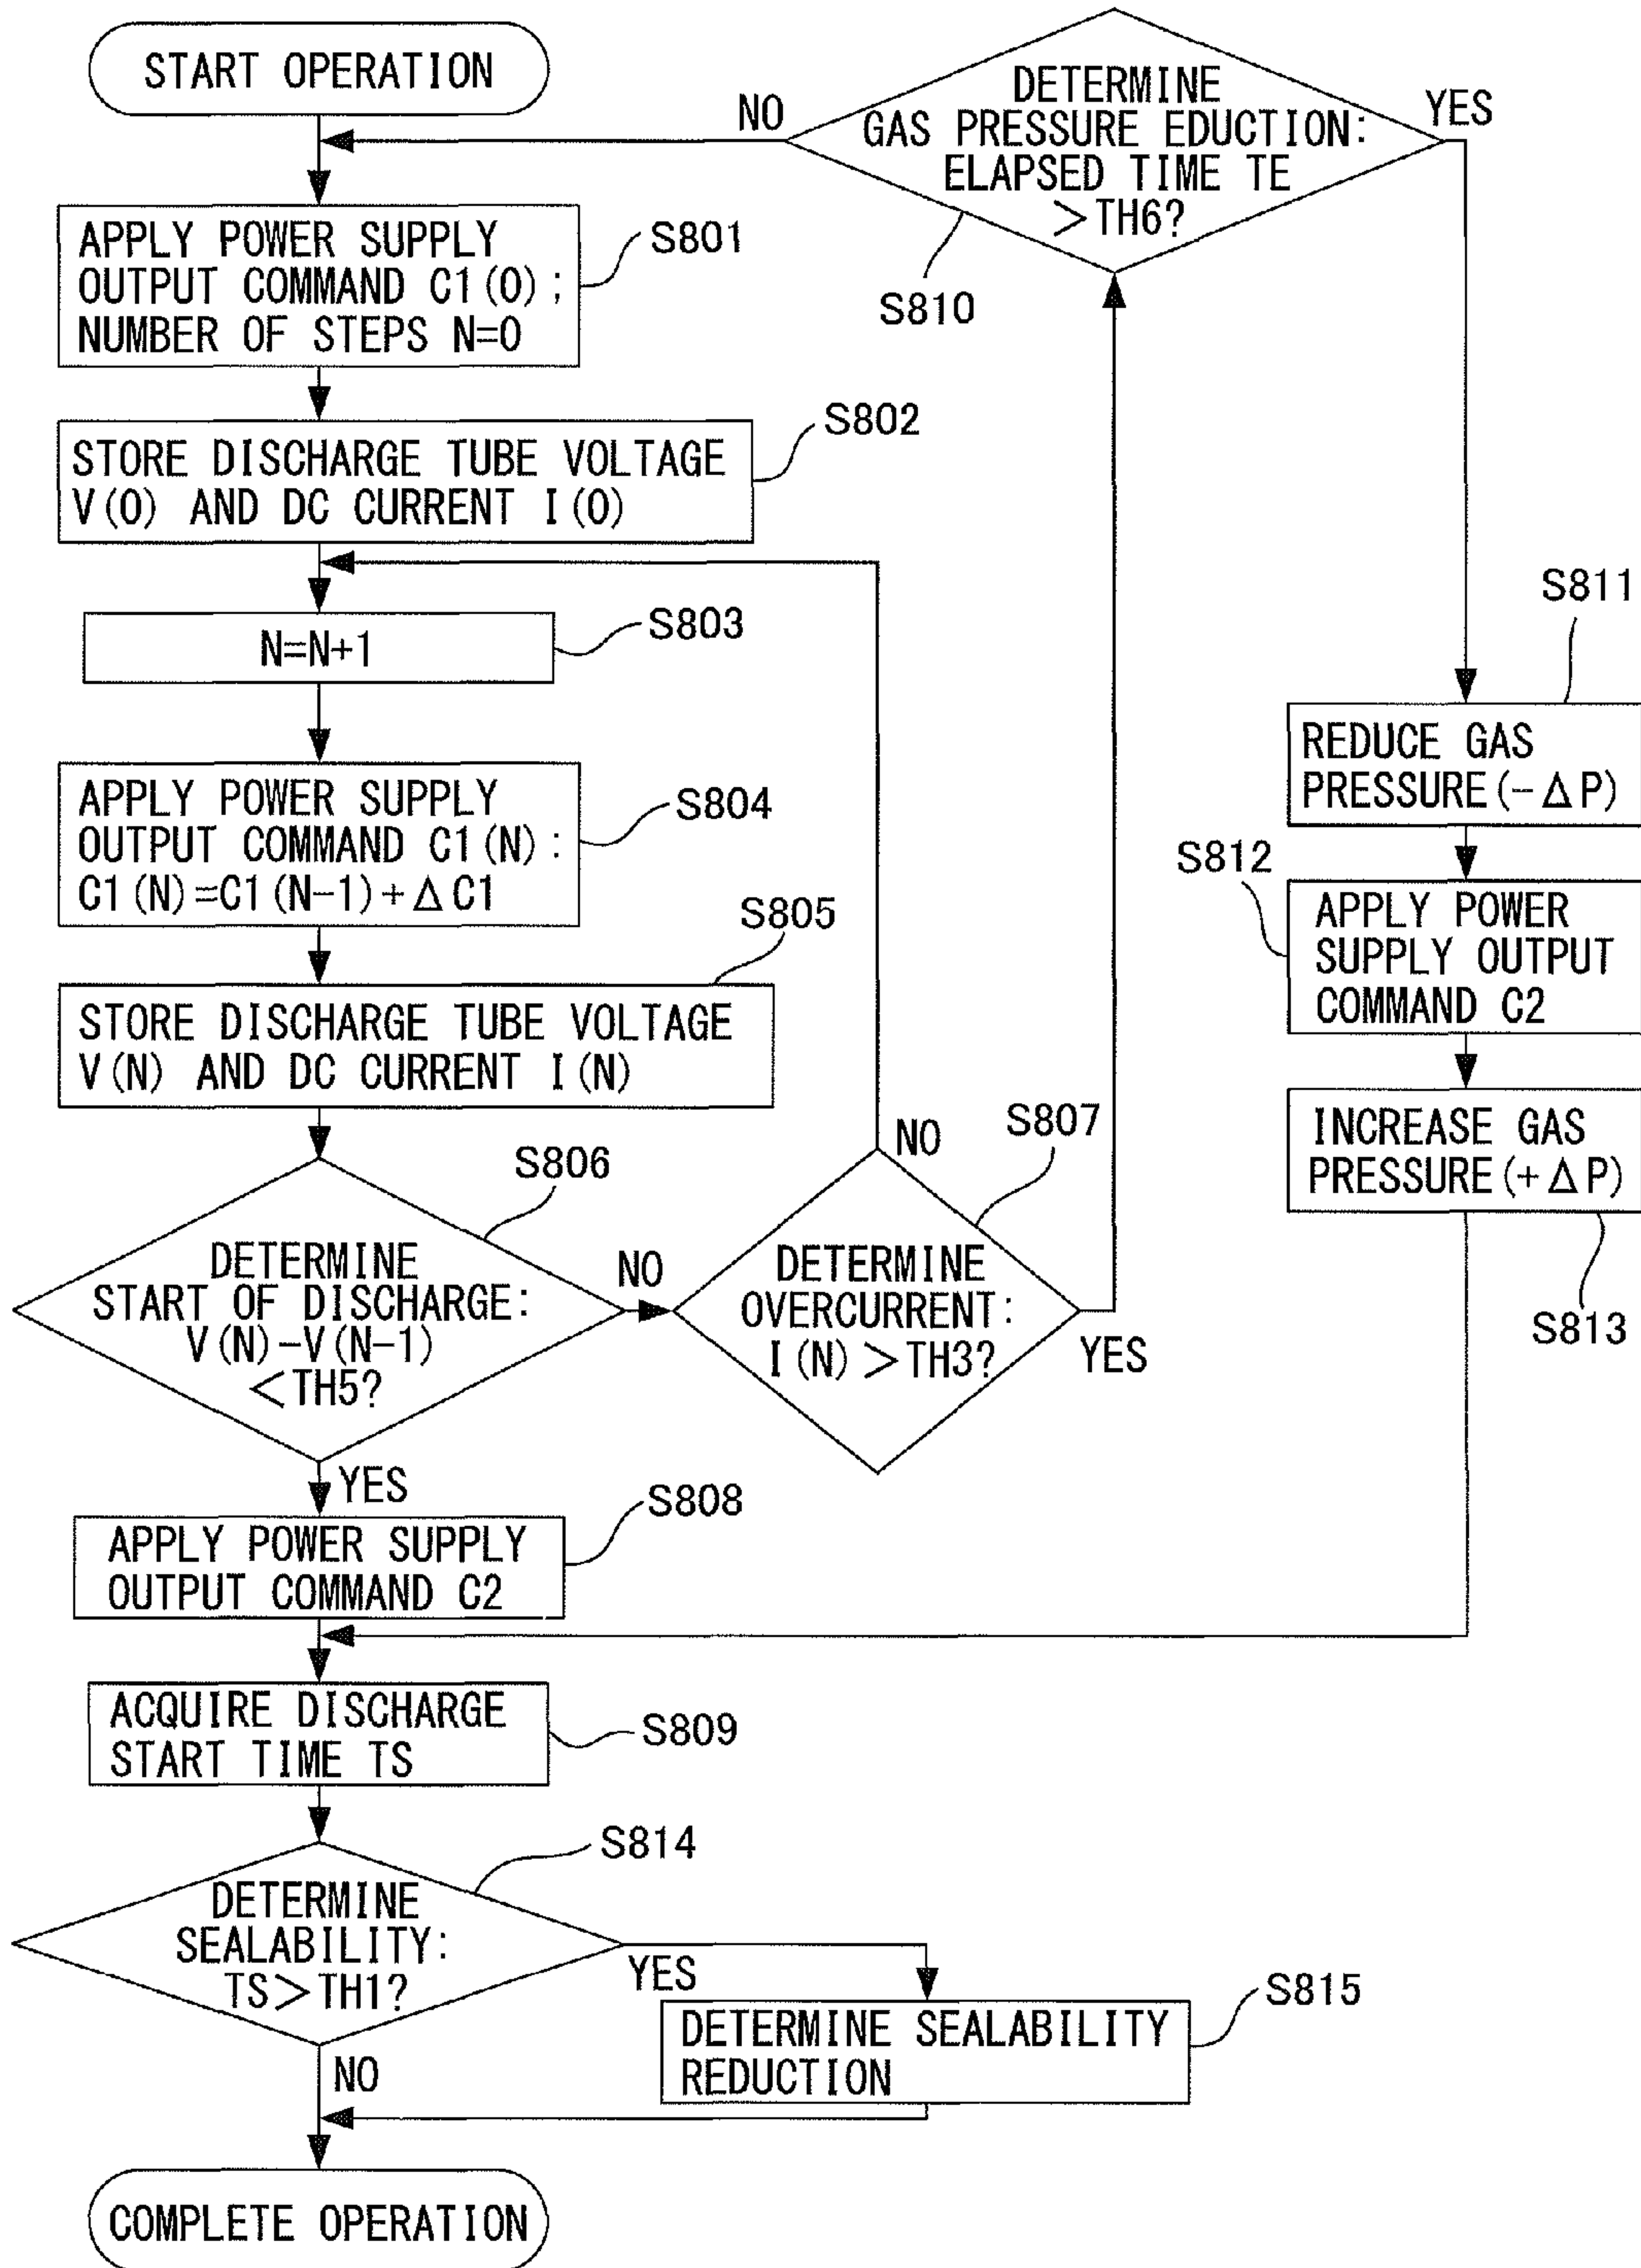 START OPERATION
APPLY POWER SUPPLY
OUTPUT COMMAND C1(0);
NUMBER OF STEPS N=0
S801
STORE DISCHARGE TUBE VOLTAGE
V(0) AND DC CURRENT I(0)
S802
N=N+1
S803
APPLY POWER SUPPLY
OUTPUT COMMAND C1(N):
C1(N)=C1(N-1)+ΔC1
S804
STORE DISCHARGE TUBE VOLTAGE
V(N) AND DC CURRENT I(N)
S805
DETERMINE
START OF DISCHARGE:
V(N)-V(N-1)
<TH5?
S806
NO
YES
DETERMINE
OVERCURRENT:
I(N)>TH3?
S807
NO
YES
DETERMINE
GAS PRESSURE EDUCTION:
ELAPSED TIME TE
>TH6?
S810
NO
YES
REDUCE GAS
PRESSURE(-ΔP)
S811
APPLY POWER
SUPPLY OUTPUT
COMMAND C2
S812
INCREASE GAS
PRESSURE(+ΔP)
S813
APPLY POWER SUPPLY
OUTPUT COMMAND C2
S808
ACQUIRE DISCHARGE
START TIME TS
S809
DETERMINE
SEALABILITY:
TS>TH1?
S814
YES
NO
DETERMINE SEALABILITY
REDUCTION
S815
COMPLETE OPERATION